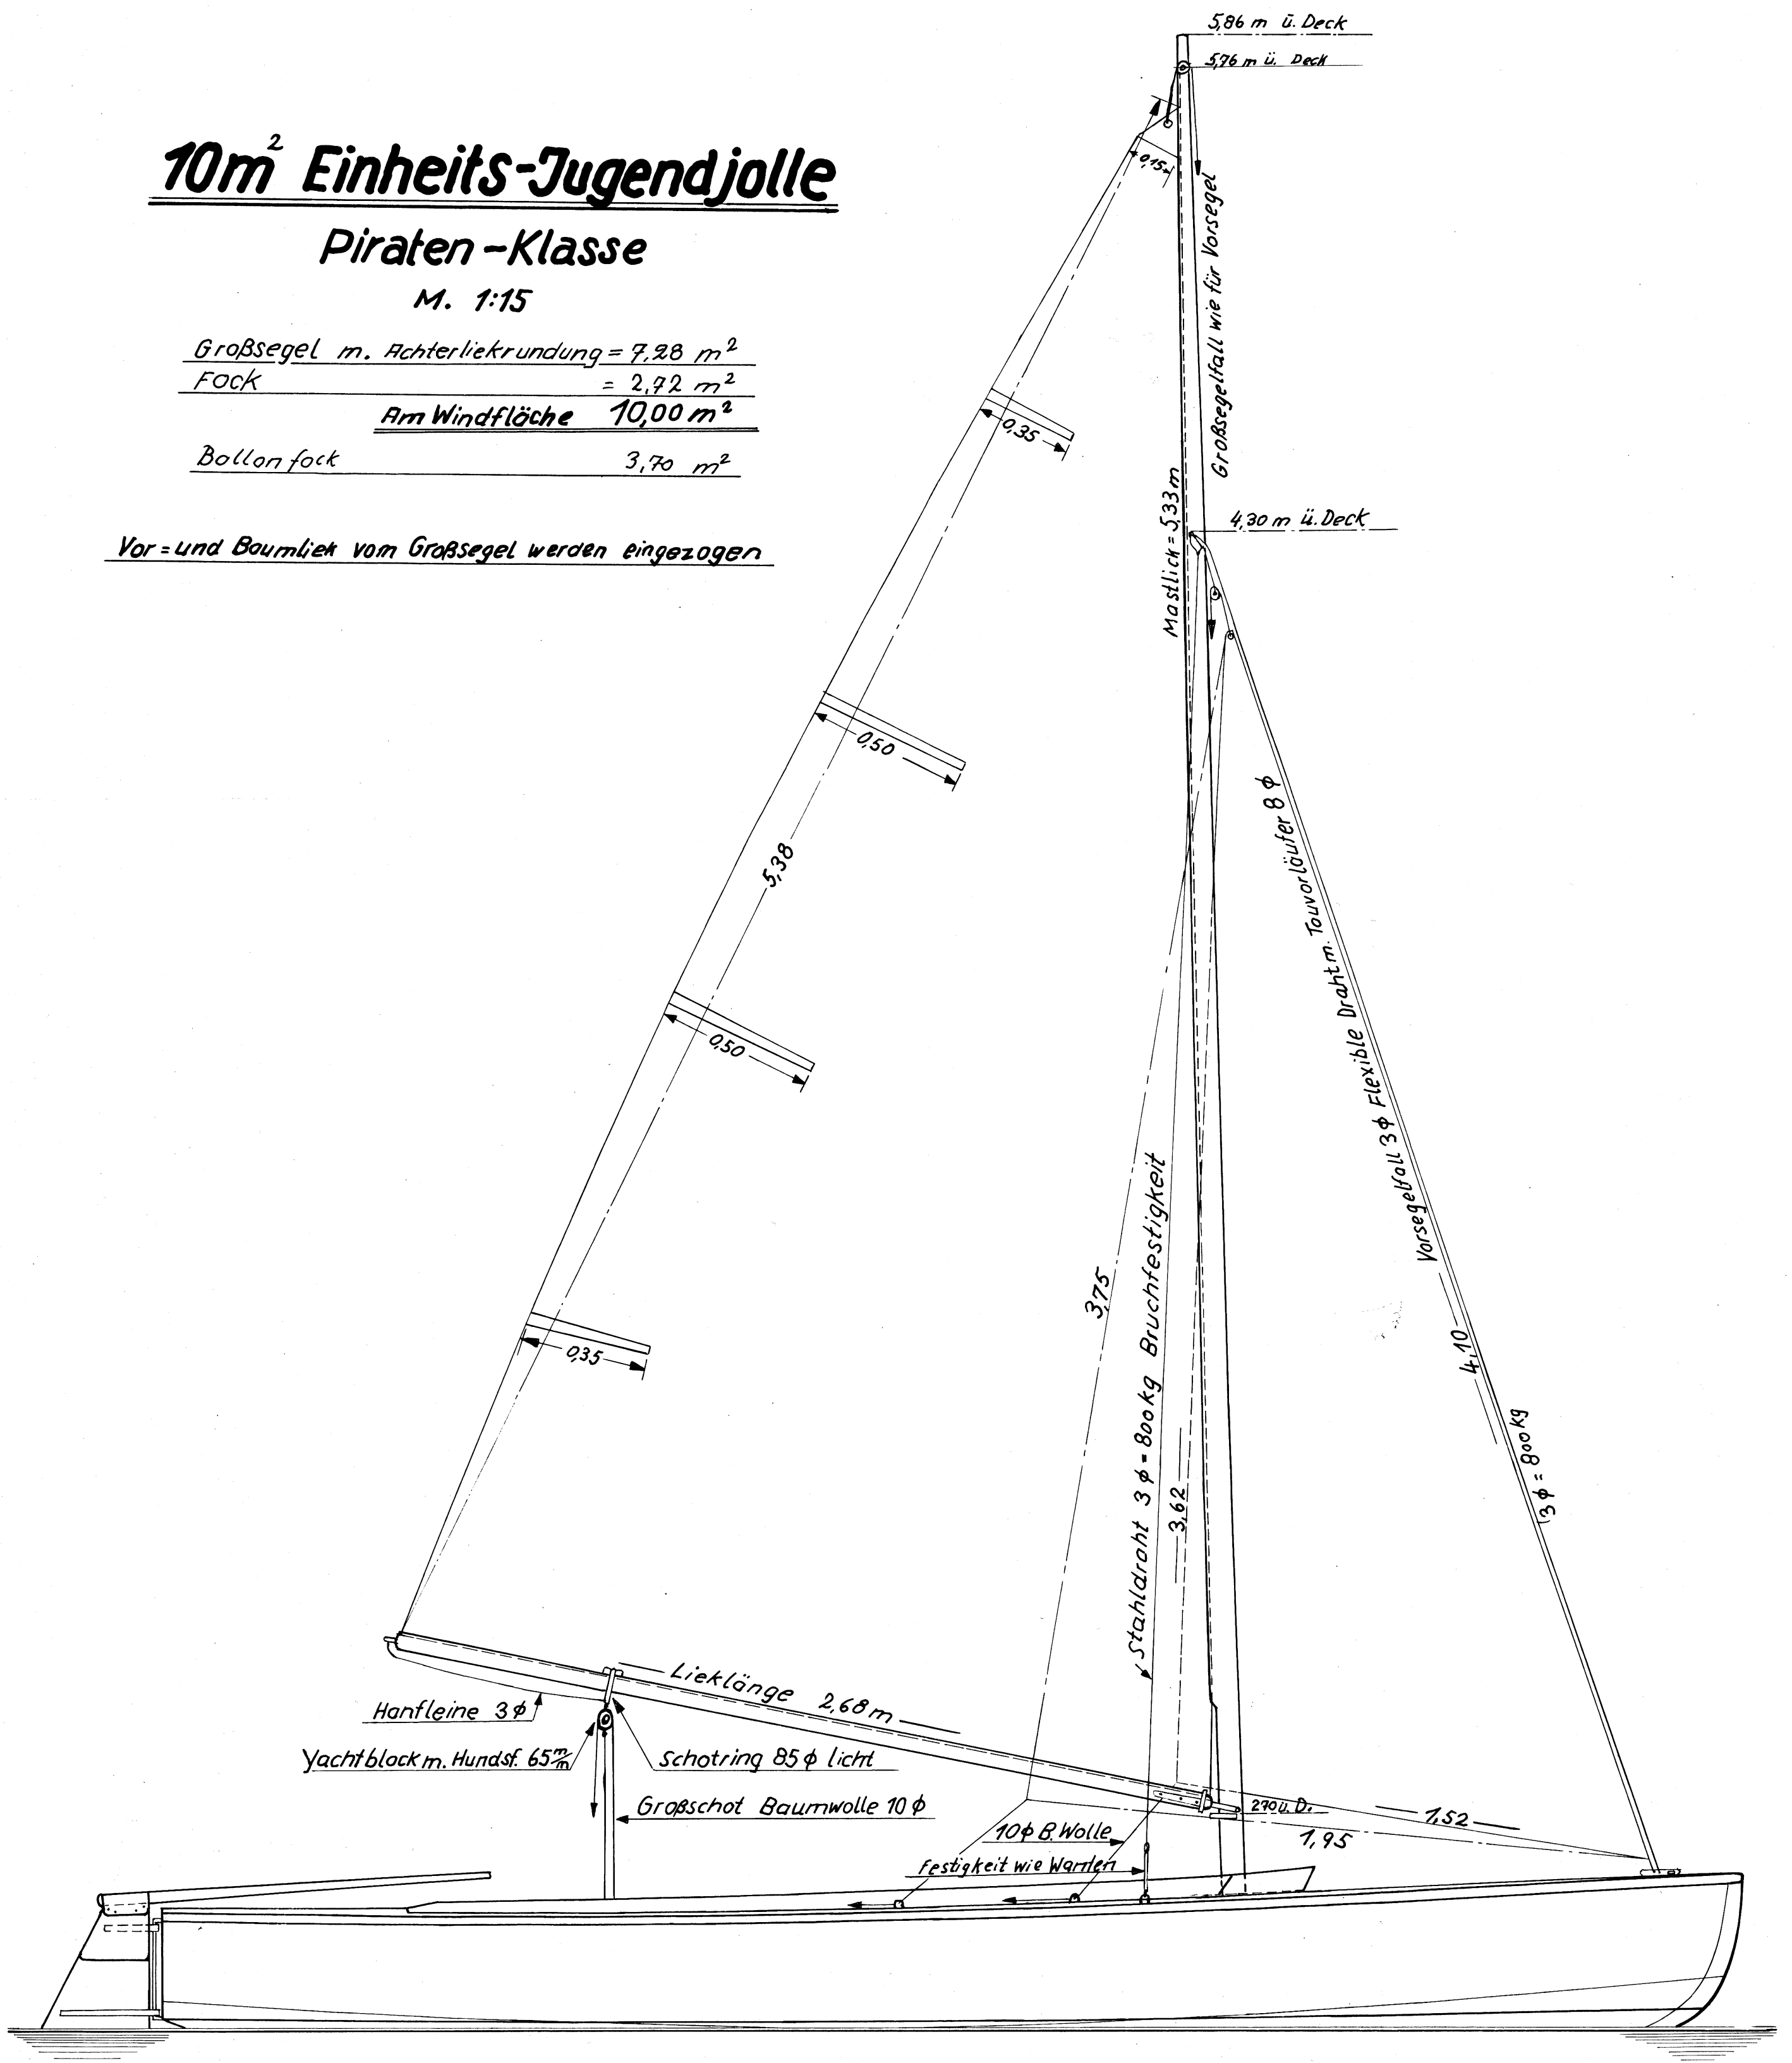 5,86 m ü. Deck
5,76 m ü. Deck
10m² Einheits-Jugendjolle
Piraten-Klasse
M. 1:15
Großsegel m. Achterliekrundung = 7,28 m²
Fock = 2,72 m²
Am Windfläche 10,00 m²
Ballonfock 3,70 m²
Vor= und Baumliek vom Großsegel werden eingezogen
0,15
Großsegelfall wie für Vorsegel
0,35
Mastlick = 5,33m
4,30 m ü. Deck
0,50
5,38
Vorsegelfall 3 ϕ Flexible Draht m. Tauvorläufer 8 ϕ
0,50
3,75
Stahldraht 3 ϕ = 800 kg Bruchfestigkeit
3,62
4,10
3 ϕ = 800 kg
0,35
Lieklänge 2,68 m
Hanfleine 3 ϕ
Yachtblock m. Hundsf. 65 m/m
Schotring 85 ϕ licht
Großschot Baumwolle 10 ϕ
270 ü. D.
1,52
1,95
10 ϕ B. Wolle
Festigkeit wie Wanten